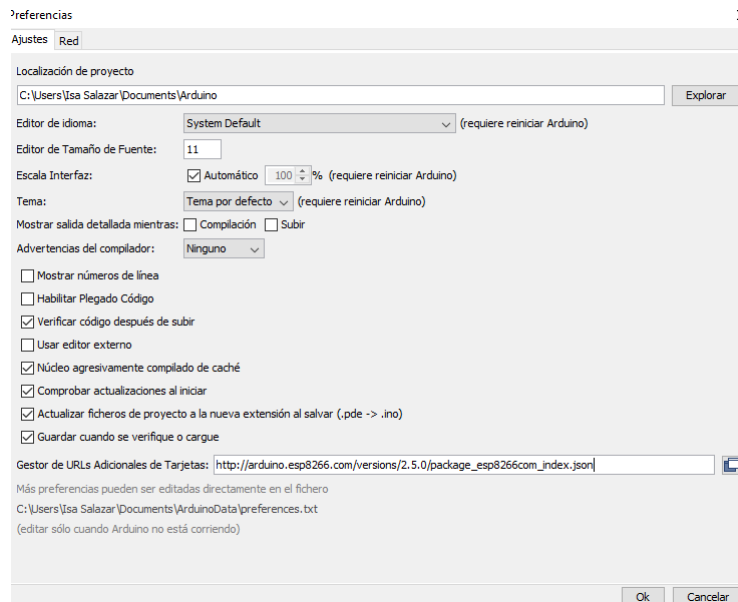 Preferencias
Ajustes Red
Localización de proyecto
C:\Users\Isa Salazar\Documents\Arduino Explorar
Editor de idioma: System Default (requiere reiniciar Arduino)
Editor de Tamaño de Fuente: 11
Escala Interfaz: Automático 100 % (requiere reiniciar Arduino)
Tema: Tema por defecto (requiere reiniciar Arduino)
Mostrar salida detallada mientras: Compilación Subir
Advertencias del compilador: Ninguno
Mostrar números de línea
Habilitar Plegado Código
Verificar código después de subir
Usar editor externo
Núcleo agresivamente compilado de caché
Comprobar actualizaciones al iniciar
Actualizar ficheros de proyecto a la nueva extensión al salvar (.pde -> .ino)
Guardar cuando se verifique o cargue
Gestor de URLs Adicionales de Tarjetas: http://arduino.esp8266.com/versions/2.5.0/package_esp8266com_index.json
Más preferencias pueden ser editadas directamente en el fichero
C:\Users\Isa Salazar\Documents\ArduinoData\preferences.txt
(editar sólo cuando Arduino no está corriendo)
Ok Cancelar